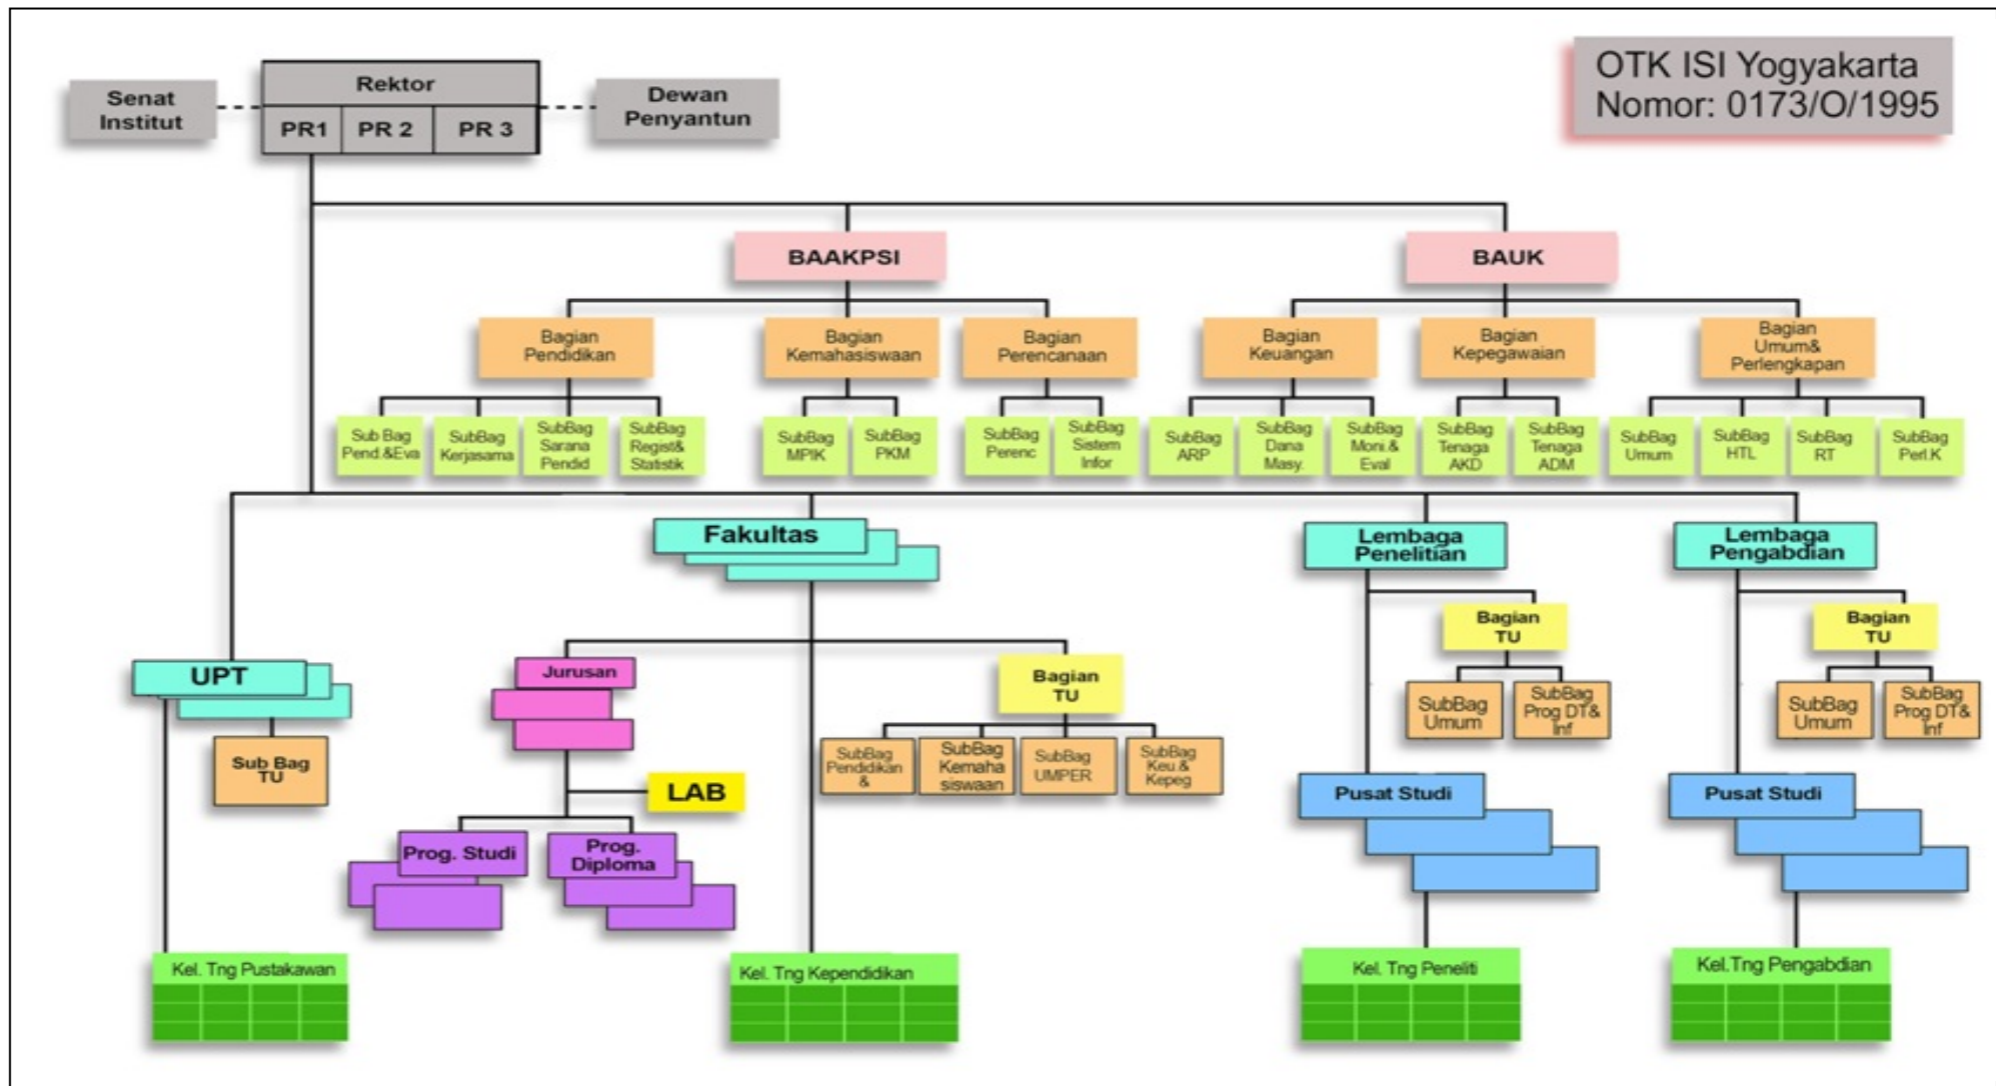 OTK ISI Yogyakarta
Nomor: 0173/O/1995
Senat
Institut
Rektor
PR1 PR 2 PR 3
Dewan
Penyantun
BAAKPSI
BAUK
Bagian
Pendidikan
Bagian
Kemahasiswaan
Bagian
Perencanaan
Bagian
Keuangan
Bagian
Kepegawaian
Bagian
Umum&
Perlengkapan
Sub Bag
Pend.&Eva
SubBag
Kerjasama
SubBag
Sarana
Pendid
SubBag
Regist&
Statistik
SubBag
MPIK
SubBag
PKM
SubBag
Perenc
SubBag
Sistem
Infor
SubBag
ARP
SubBag
Dana
Masy.
SubBag
Moni.&
Eval
SubBag
Tenaga
AKD
SubBag
Tenaga
ADM
SubBag
Umum
SubBag
HTL
SubBag
RT
SubBag
Perl.K
Fakultas
Lembaga
Penelitian
Lembaga
Pengabdian
Bagian
TU
Bagian
TU
UPT
Jurusan
Bagian
TU
SubBag
Umum
SubBag
Prog DT&
Inf
SubBag
Umum
SubBag
Prog DT&
Inf
Sub Bag
TU
SubBag
Pendidikan
&
SubBag
Kemaha
siswaan
SubBag
UMPER
SubBag
Keu.&
Kepeg
LAB
Pusat Studi
Pusat Studi
Prog. Studi
Prog.
Diploma
Kel. Tng Pustakawan
Kel. Tng Kependidikan
Kel. Tng Peneliti
Kel.Tng Pengabdian